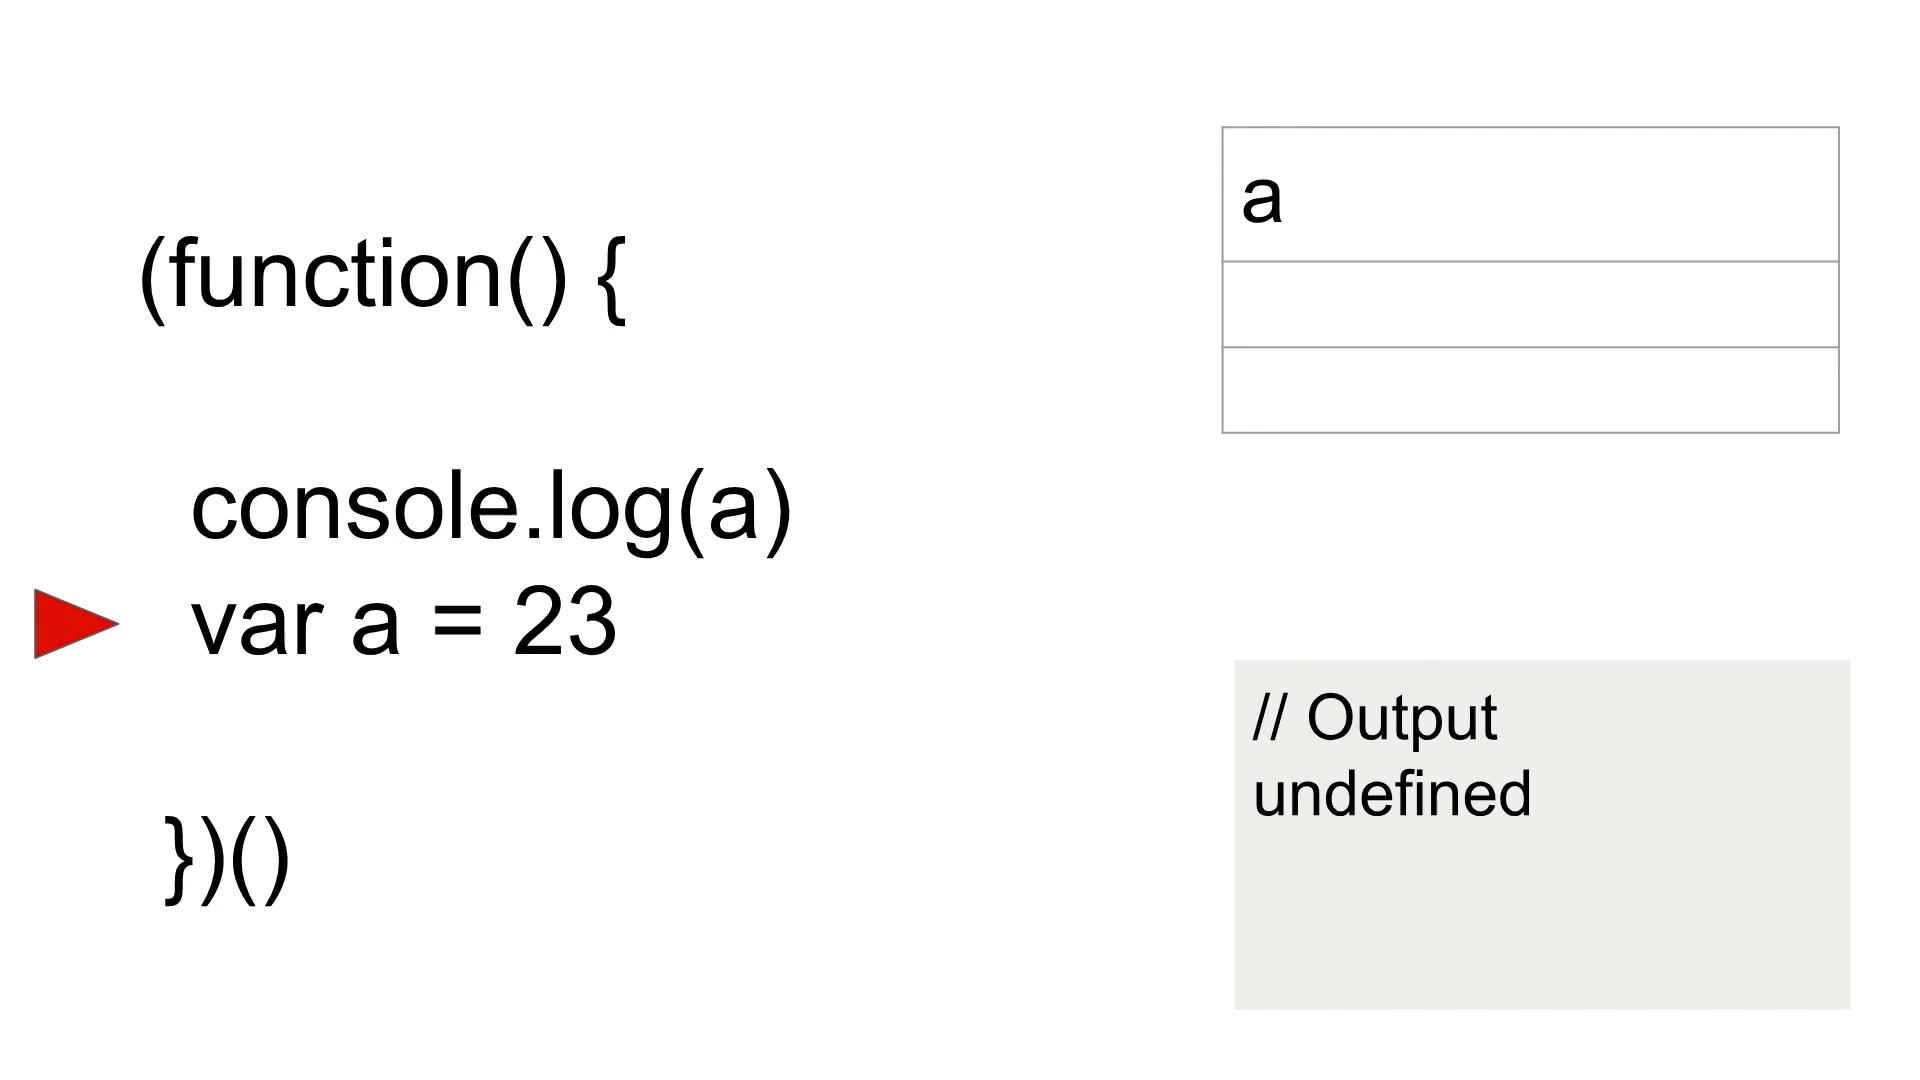 (function() {
console.log(a)
var a = 23
})()
a
// Output
undefined